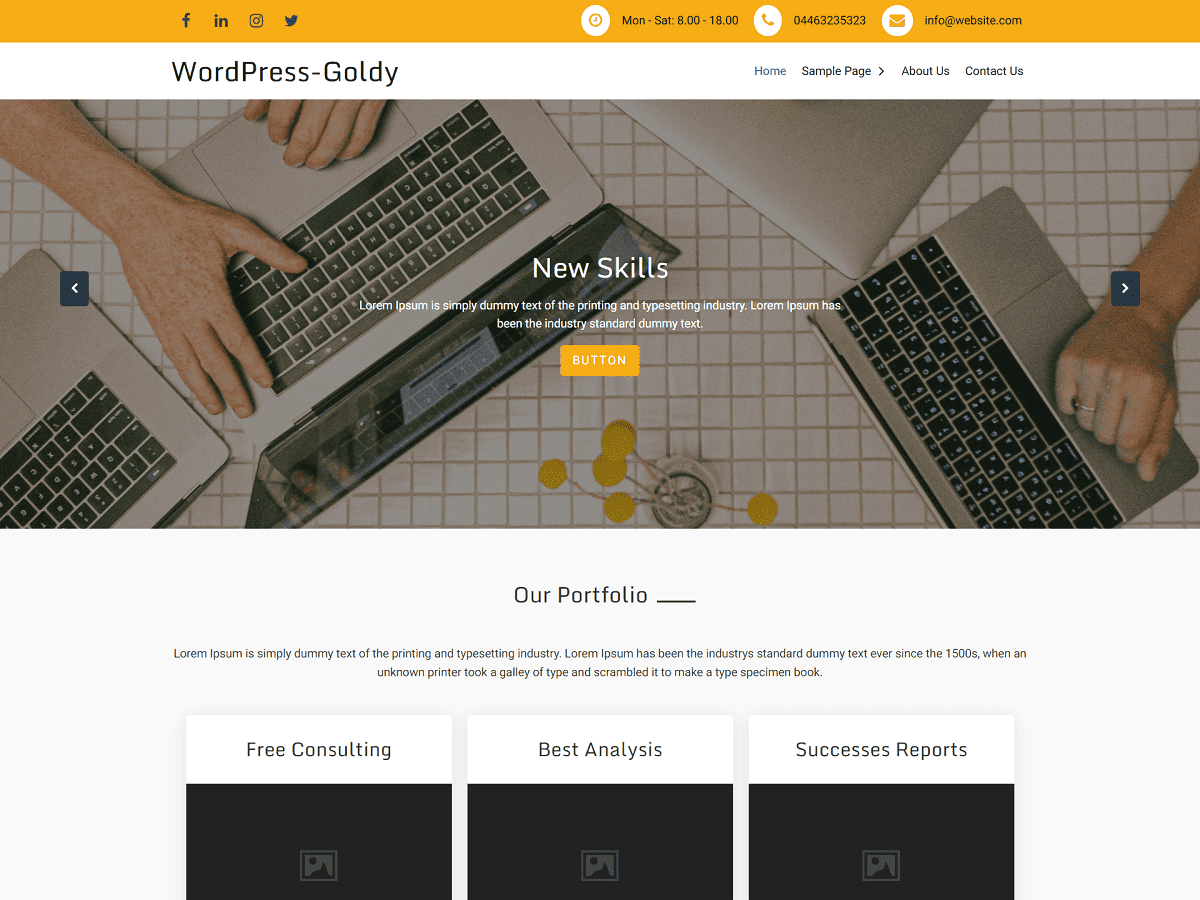 Mon - Sat: 8.00 - 18.00
04463235323
info@website.com
WordPress-Goldy
Home
Sample Page
About Us
Contact Us
New Skills
Lorem Ipsum is simply dummy text of the printing and typesetting industry. Lorem Ipsum has
been the industry standard dummy text.
BUTTON
Our Portfolio
Lorem Ipsum is simply dummy text of the printing and typesetting industry. Lorem Ipsum has been the industrys standard dummy text ever since the 1500s, when an
unknown printer took a galley of type and scrambled it to make a type specimen book.
Free Consulting
Best Analysis
Successes Reports